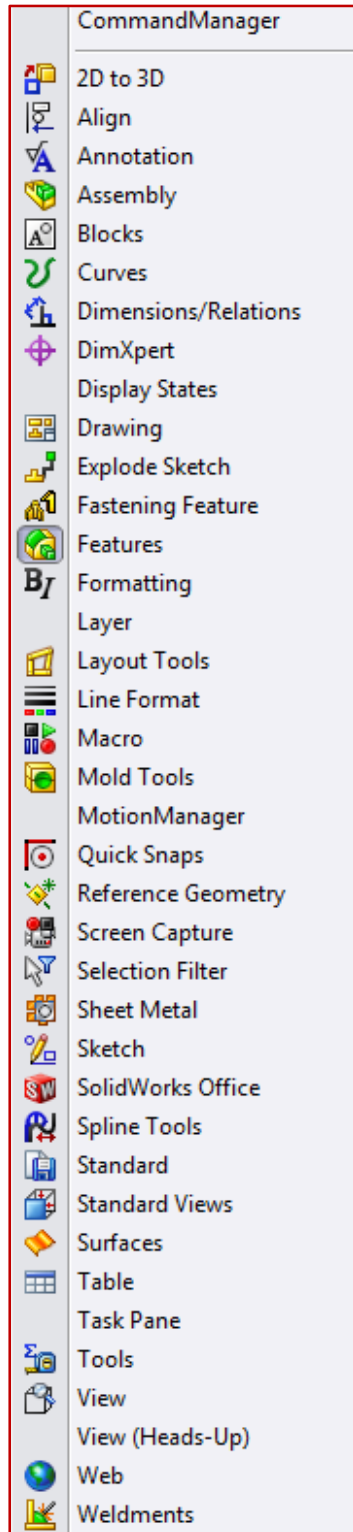 CommandManager
2D to 3D
Align
Annotation
Assembly
Blocks
Curves
Dimensions/Relations
DimXpert
Display States
Drawing
Explode Sketch
Fastening Feature
Features
Formatting
Layer
Layout Tools
Line Format
Macro
Mold Tools
MotionManager
Quick Snaps
Reference Geometry
Screen Capture
Selection Filter
Sheet Metal
Sketch
SolidWorks Office
Spline Tools
Standard
Standard Views
Surfaces
Table
Task Pane
Tools
View
View (Heads-Up)
Web
Weldments